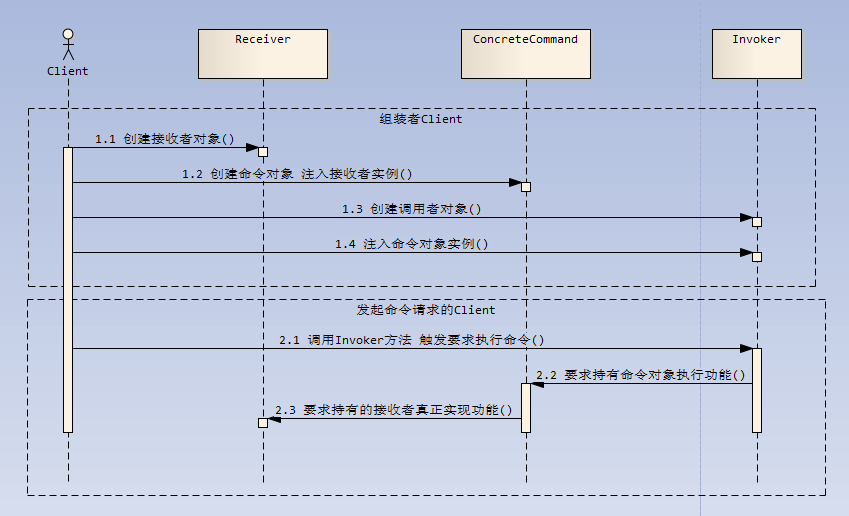 Client
Receiver
ConcreteCommand
Invoker
组装者Client
1.1 创建接收者对象()
1.2 创建命令对象 注入接收者实例()
1.3 创建调用者对象()
1.4 注入命令对象实例()
发起命令请求的Client
2.1 调用Invoker方法 触发要求执行命令()
2.2 要求持有命令对象执行功能()
2.3 要求持有的接收者真正实现功能()